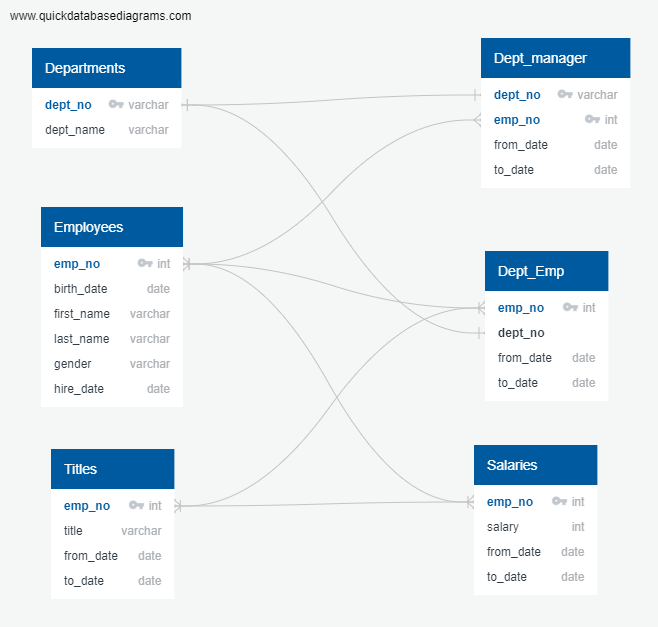 www.quickdatabasediagrams.com
Departments
dept_no varchar
dept_name varchar
Dept_manager
dept_no varchar
emp_no int
from_date date
to_date date
Employees
emp_no int
birth_date date
first_name varchar
last_name varchar
gender varchar
hire_date date
Dept_Emp
emp_no int
dept_no
from_date date
to_date date
Titles
emp_no int
title varchar
from_date date
to_date date
Salaries
emp_no int
salary int
from_date date
to_date date